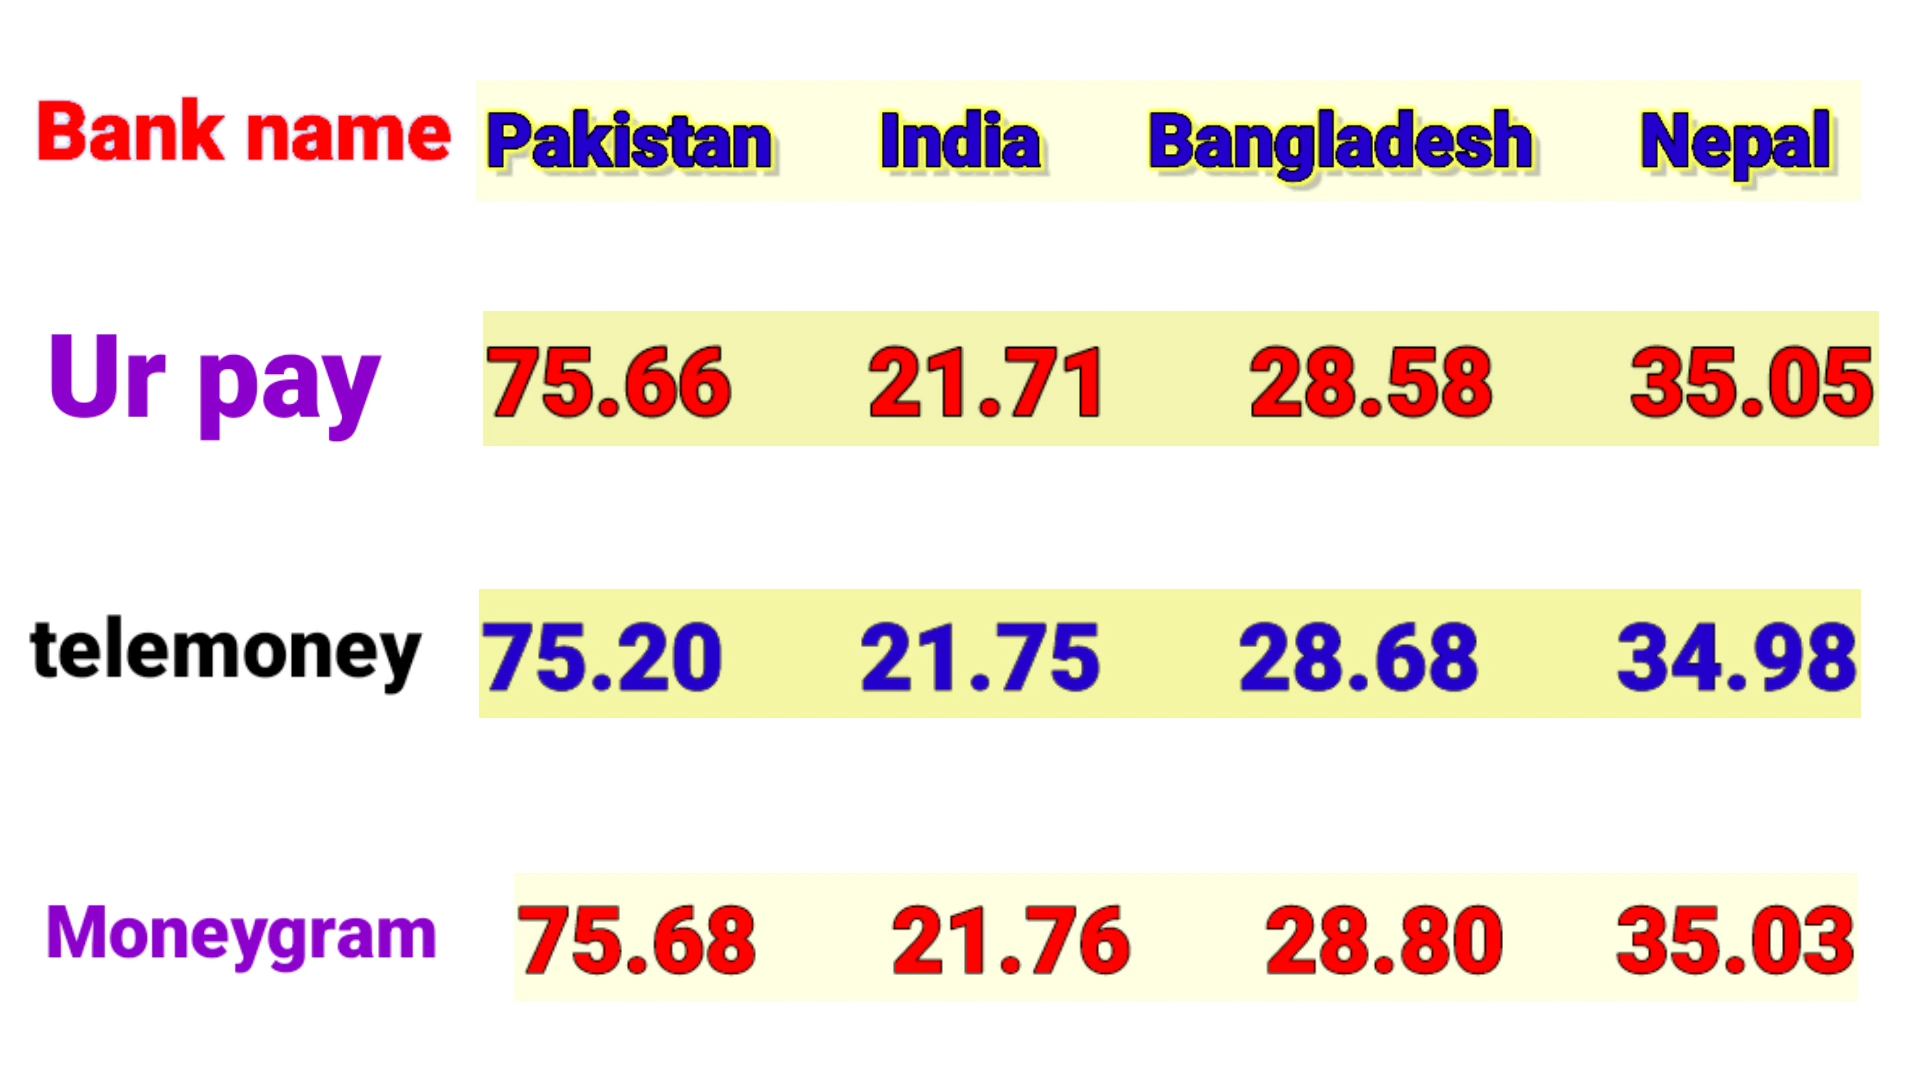 Bank name Pakistan India Bangladesh Nepal
Ur pay 75.66 21.71 28.58 35.05
telemoney 75.20 21.75 28.68 34.98
Moneygram 75.68 21.76 28.80 35.03